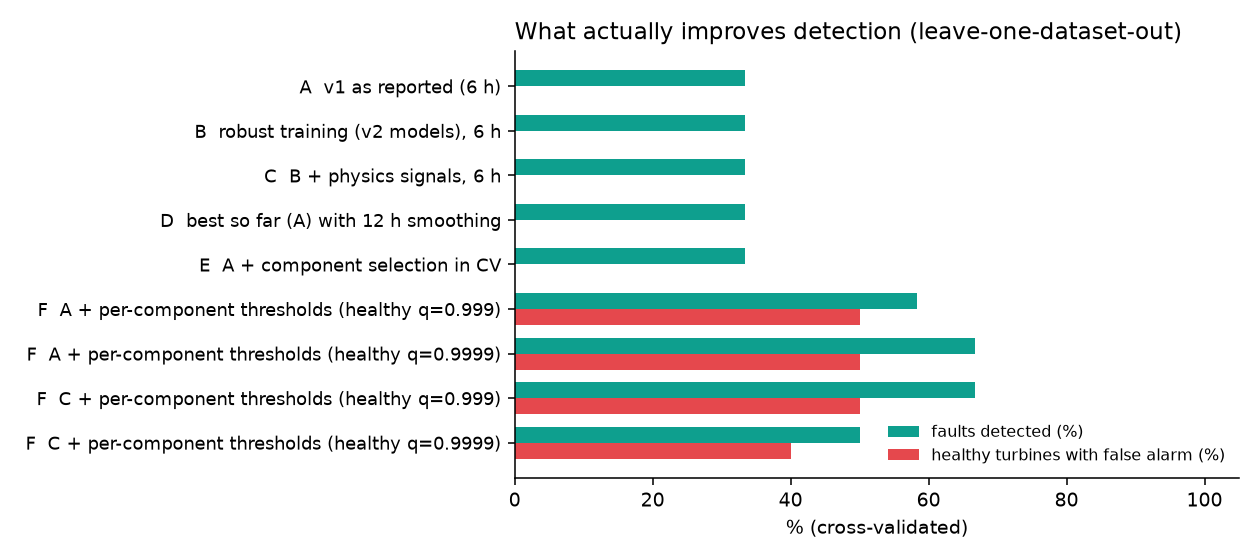 What actually improves detection (leave-one-dataset-out)
A  v1 as reported (6 h)
B  robust training (v2 models), 6 h
C  B + physics signals, 6 h
D  best so far (A) with 12 h smoothing
E  A + component selection in CV
F  A + per-component thresholds (healthy q=0.999)
F  A + per-component thresholds (healthy q=0.9999)
F  C + per-component thresholds (healthy q=0.999)
F  C + per-component thresholds (healthy q=0.9999)
faults detected (%)
healthy turbines with false alarm (%)
0 20 40 60 80 100
% (cross-validated)